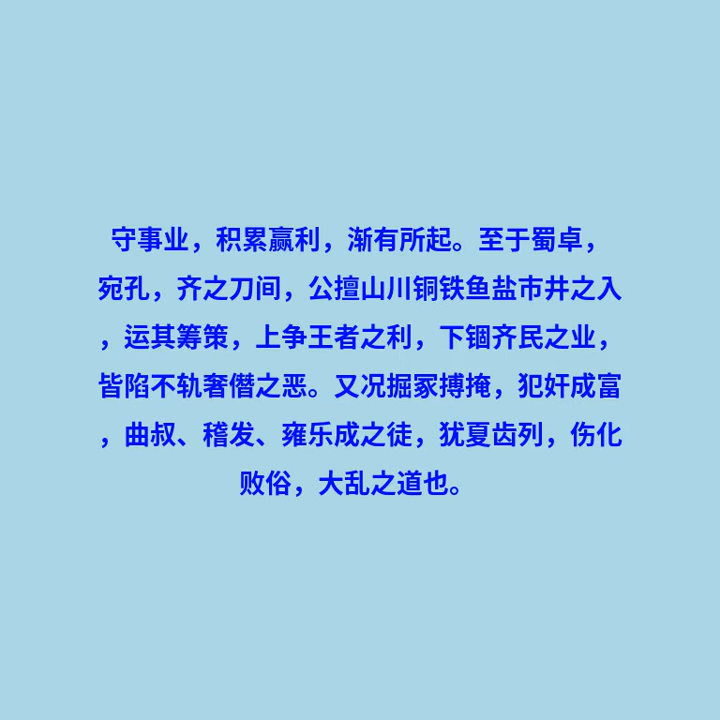 守事业，积累赢利，渐有所起。至于蜀卓，
宛孔，齐之刀间，公擅山川铜铁鱼盐市井之入
，运其筹策，上争王者之利，下锢齐民之业，
皆陷不轨奢僭之恶。又况掘冢搏掩，犯奸成富
，曲叔、稽发、雍乐成之徒，犹夏齿列，伤化
败俗，大乱之道也。